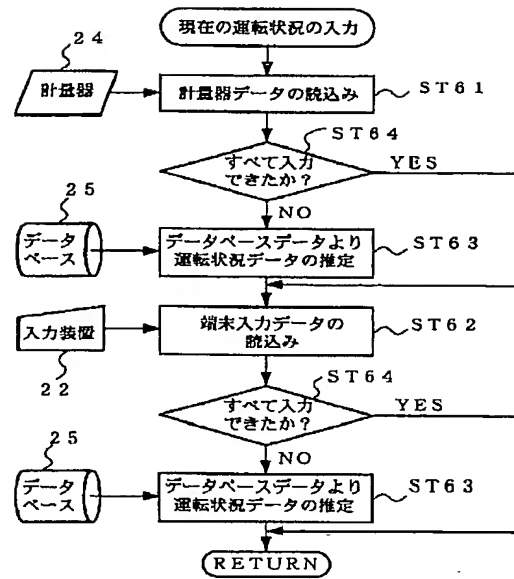 現在の運転状況の入力
24
計量器
計量器データの読込み
ST61
ST64
すべて入力
できたか?
YES
NO
25
データ
ベース
データベースデータより
運転状況データの推定
ST63
入力装置
22
端末入力データの
読込み
ST62
ST64
すべて入力
できたか?
YES
NO
25
データ
ベース
データベースデータより
運転状況データの推定
ST63
RETURN